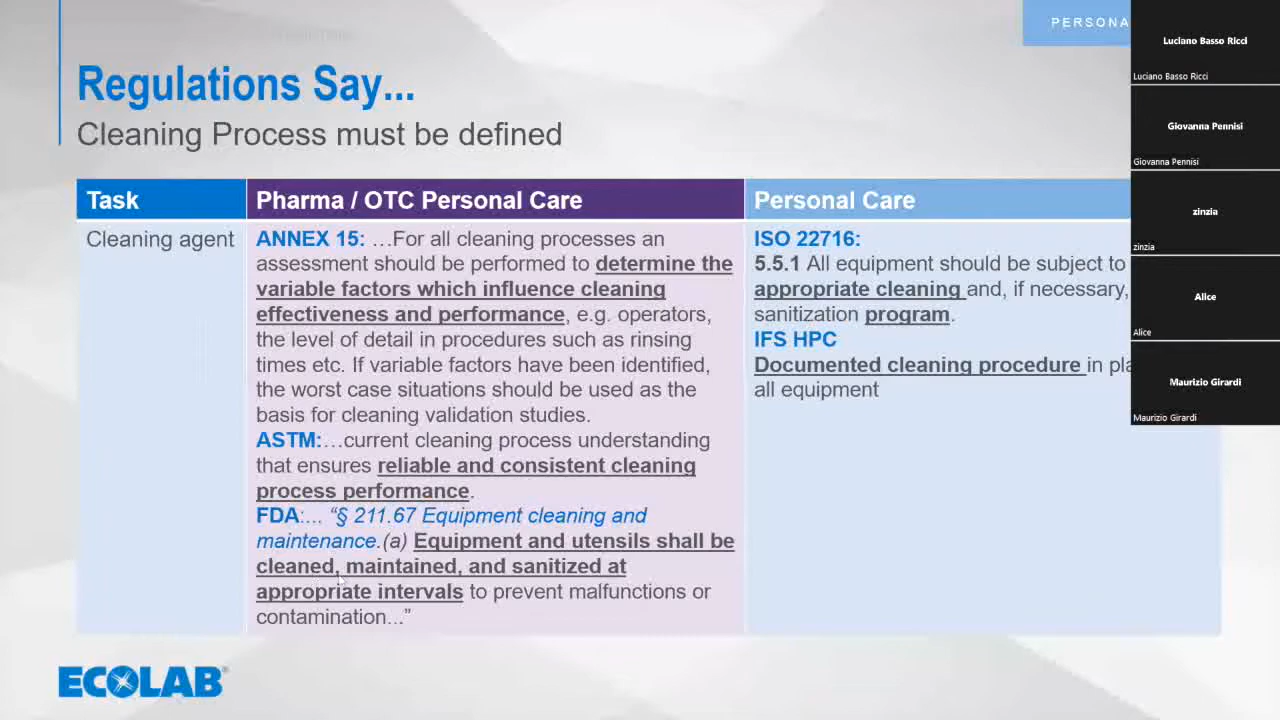 PERSONA
Regulations Say...
Cleaning Process must be defined
Task
Pharma / OTC Personal Care
Personal Care
Cleaning agent
ANNEX 15: …For all cleaning processes an
assessment should be performed to determine the
variable factors which influence cleaning
effectiveness and performance, e.g. operators,
the level of detail in procedures such as rinsing
times etc. If variable factors have been identified,
the worst case situations should be used as the
basis for cleaning validation studies.
ASTM:…current cleaning process understanding
that ensures reliable and consistent cleaning
process performance.
FDA:... “§ 211.67 Equipment cleaning and
maintenance.(a) Equipment and utensils shall be
cleaned, maintained, and sanitized at
appropriate intervals to prevent malfunctions or
contamination...”
ISO 22716:
5.5.1 All equipment should be subject to
appropriate cleaning and, if necessary,
sanitization program.
IFS HPC
Documented cleaning procedure in pla
all equipment
ECOLAB®
Luciano Basso Ricci
Luciano Basso Ricci
Giovanna Pennisi
Giovanna Pennisi
zinzia
zinzia
Alice
Alice
Maurizio Girardi
Maurizio Girardi